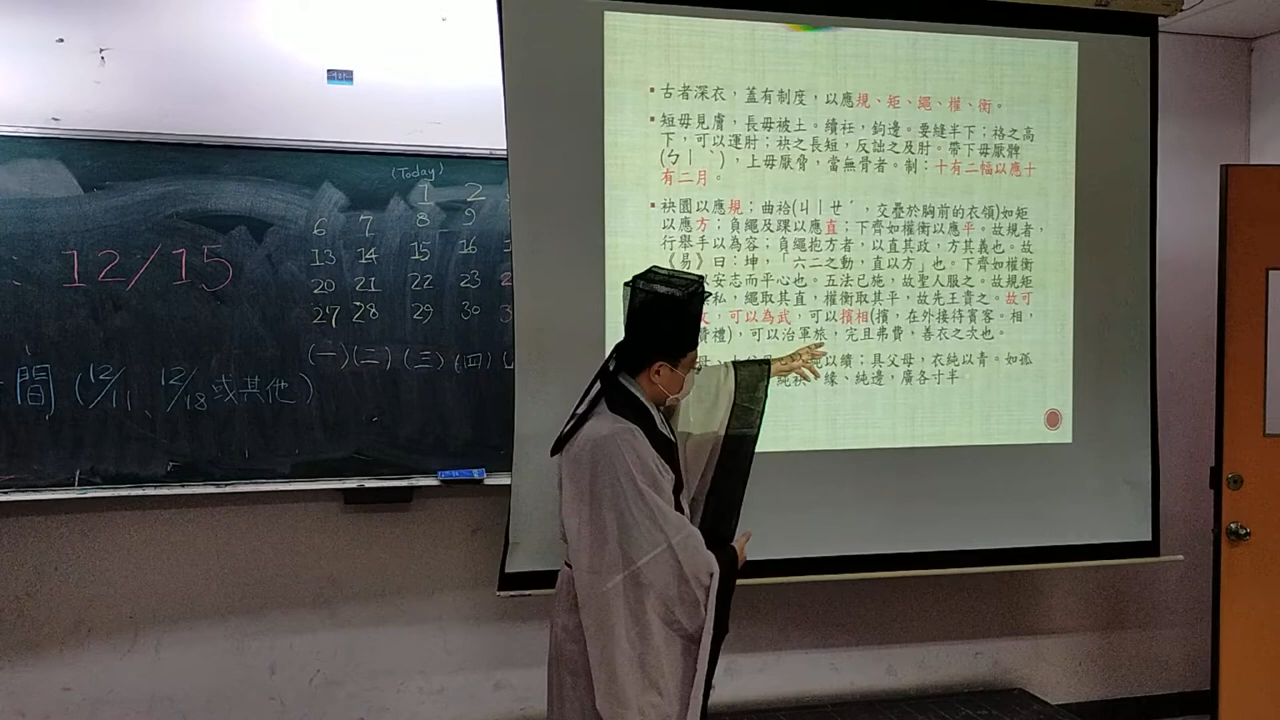 (Today)
1 2
6 7 8 9
13 14 15 16
20 21 22 23
27 28 29 30
(一)(二)(三)(四)
12/15
間 (12/11、12/18或其他)
古者深衣，蓋有制度，以應規、矩、繩、權、衡。
短毋見膚，長毋被土。續衽，鉤邊。要縫半下；袼之高
下，可以運肘；袂之長短，反詘之及肘。帶下毋厭髀
(ㄅㄧˋ)，上毋厭脅，當無骨者。制：十有二幅以應十
有二月。
袂圜以應規；曲袷(ㄐㄧㄝˊ，交疊於胸前的衣領)如矩
以應方；負繩及踝以應直；下齊如權衡以應平。故規者，
行舉手以為容；負繩抱方者，以直其政，方其義也。故
《易》曰：坤，「六二之動，直以方」也。下齊如權衡
安志而平心也。五法已施，故聖人服之。故規矩
私，繩取其直，權衡取其平，故先王貴之。故可
，可以為武，可以擯相(擯，在外接待賓客。相，
禮)，可以治軍旅，完且弗費，善衣之次也。
以繢；具父母，衣純以青。如孤
緣、純邊，廣各寸半